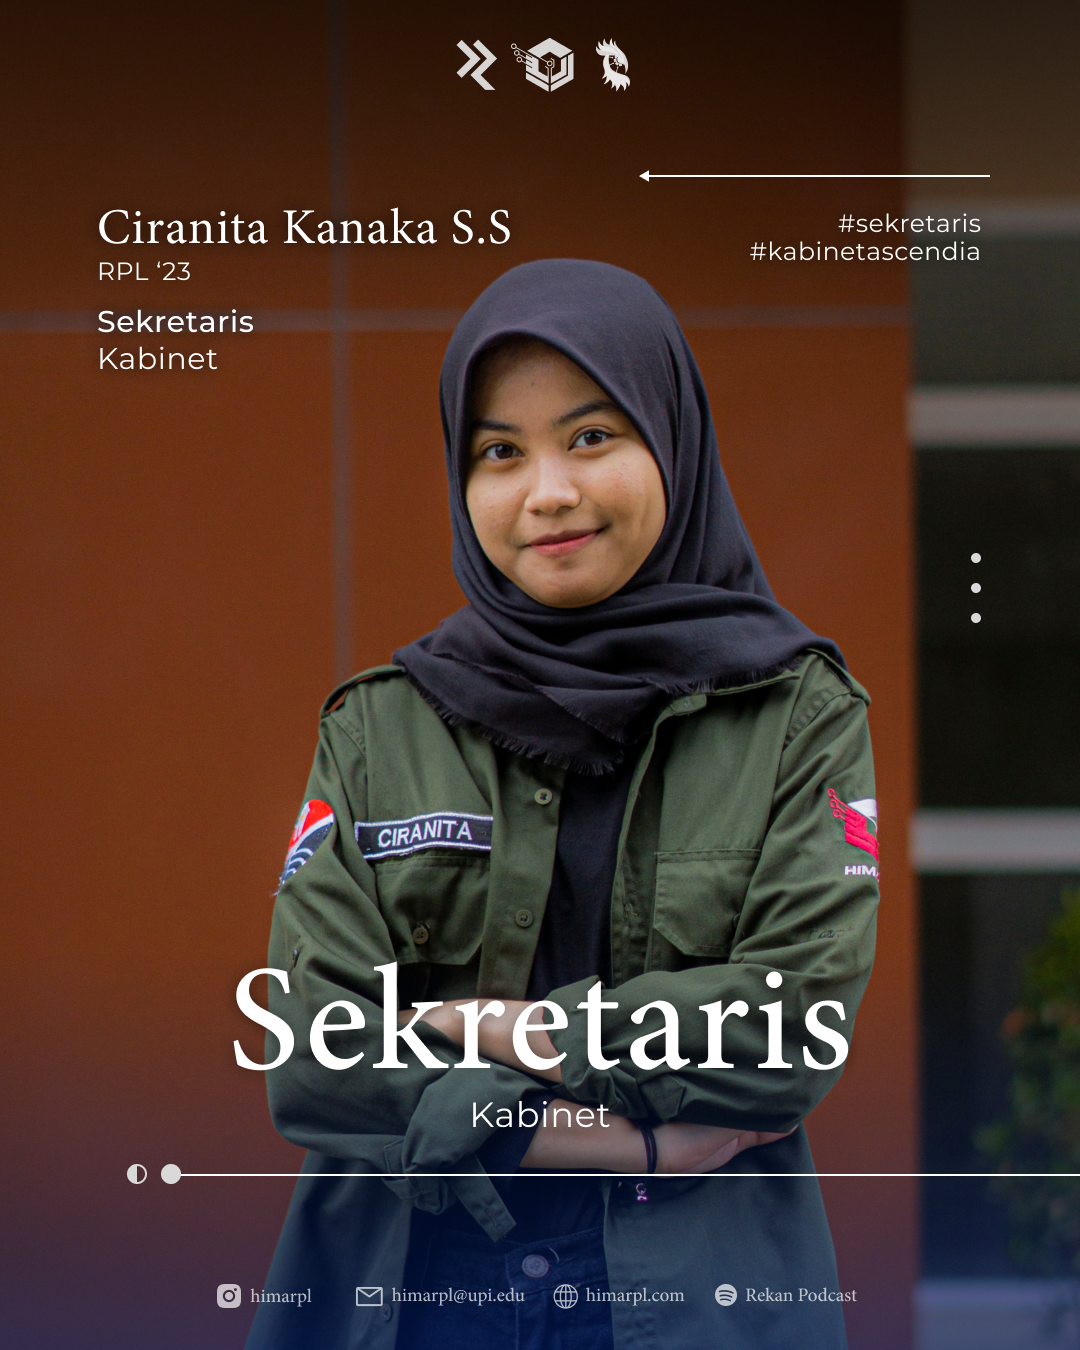 Ciranita Kanaka S.S
RPL ‘23
Sekretaris
Kabinet
#sekretaris
#kabinetascendia
CIRANITA
HIMA
Sekretaris
Kabinet
himarpl
himarpl@upi.edu
himarpl.com
Rekan Podcast